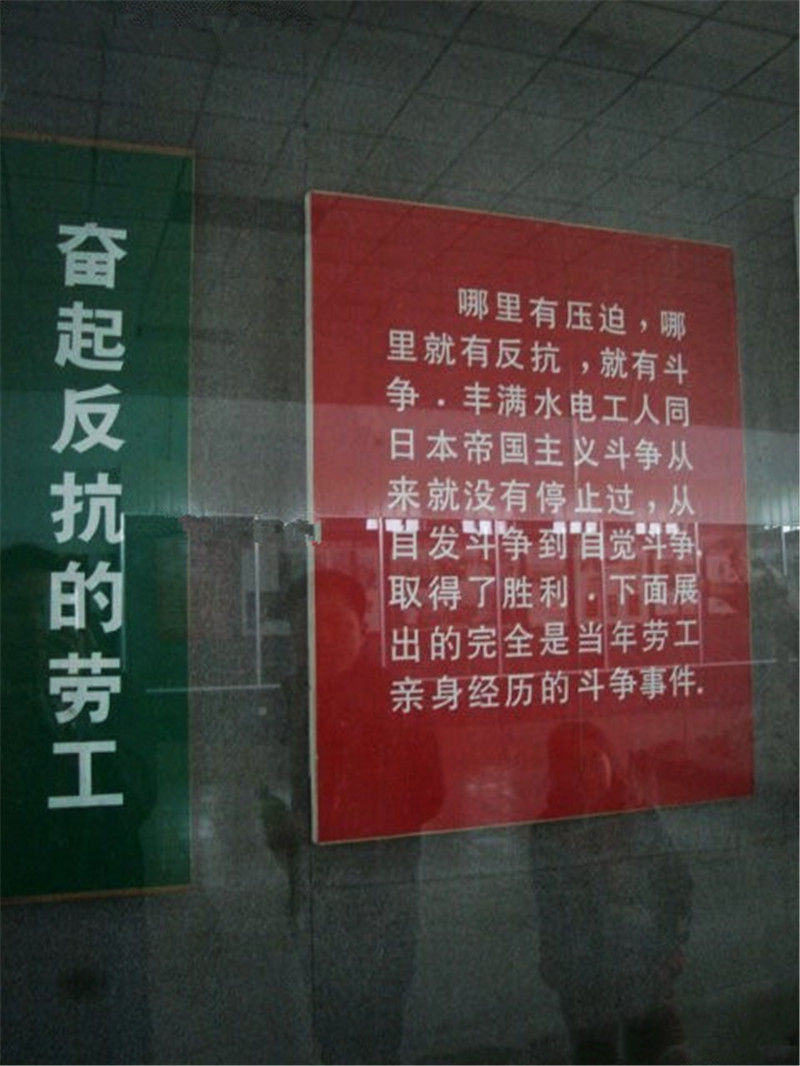 奋起反抗的劳工
哪里有压迫，哪
里就有反抗，就有斗
争．丰满水电工人同
日本帝国主义斗争从
来就没有停止过，从
自发斗争到自觉斗争．
取得了胜利．下面展
出的完全是当年劳工
亲身经历的斗争事件．